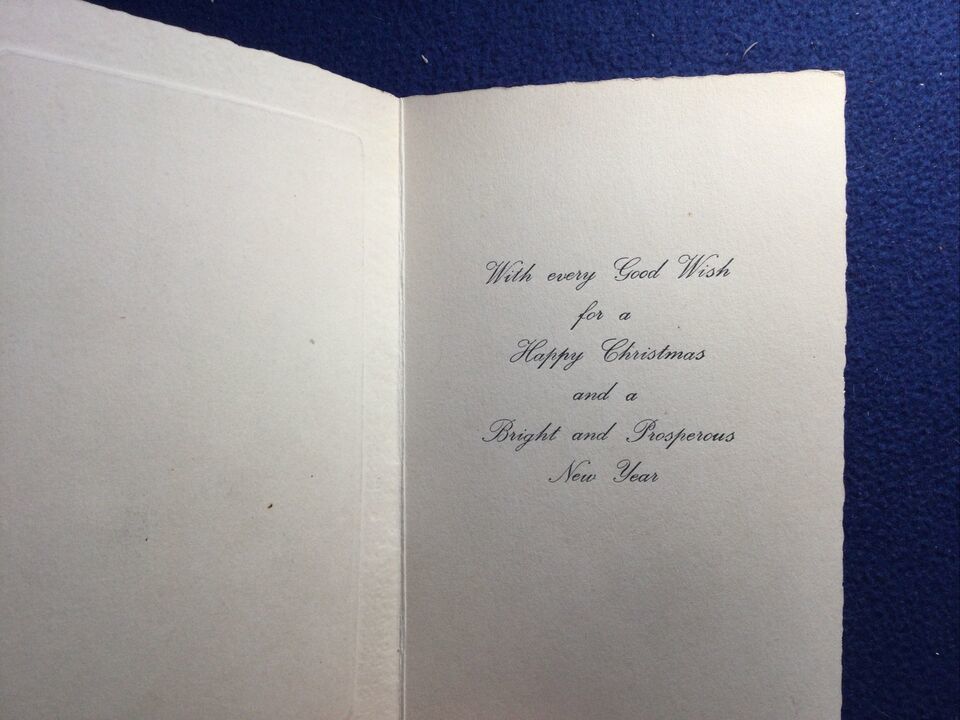 With every Good Wish
for a
Happy Christmas
and a
Bright and Prosperous
New Year